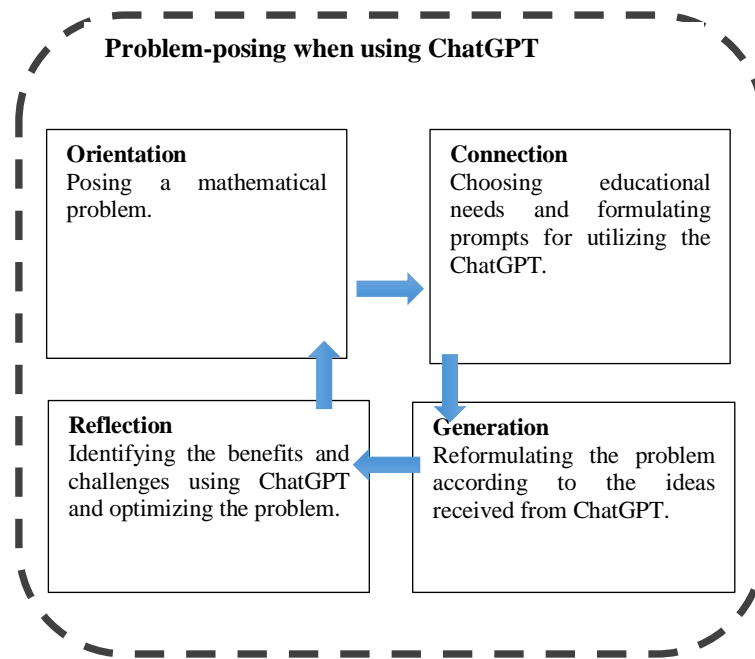 Problem-posing when using ChatGPT
Orientation
Posing a mathematical
problem.
Connection
Choosing educational
needs and formulating
prompts for utilizing the
ChatGPT.
Reflection
Identifying the benefits and
challenges using ChatGPT
and optimizing the problem.
Generation
Reformulating the problem
according to the ideas
received from ChatGPT.